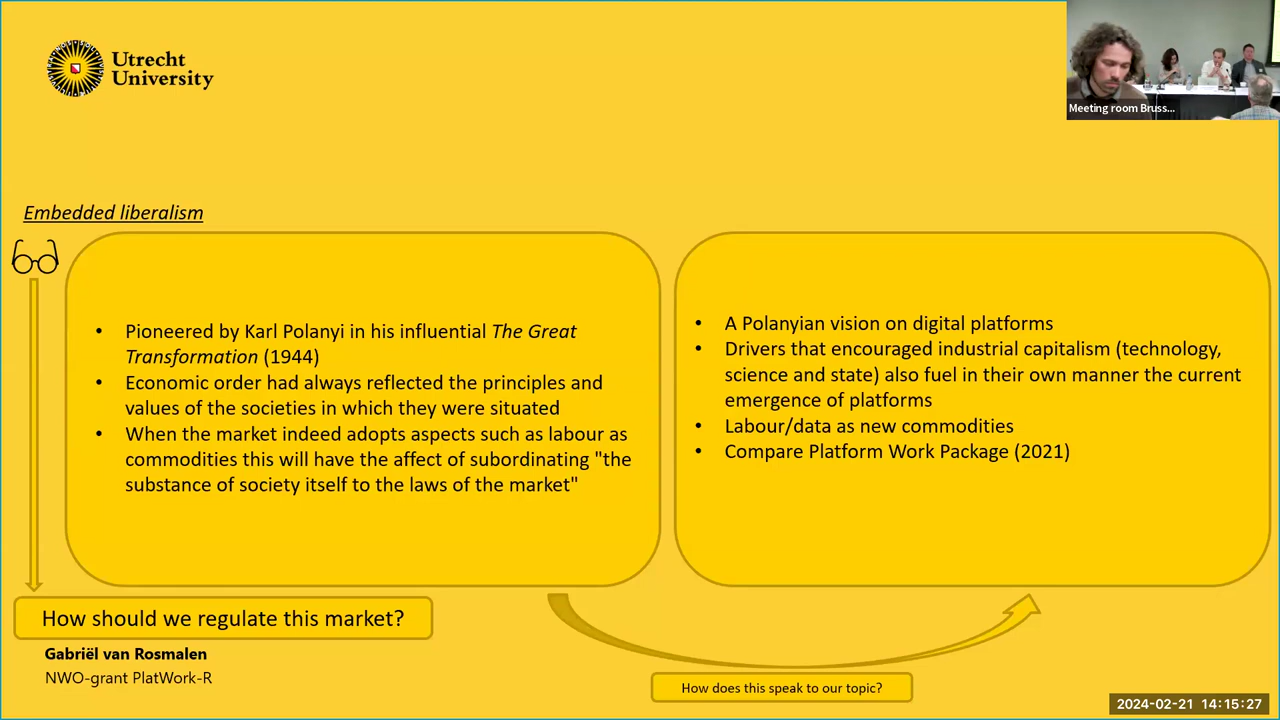 Utrecht
University
Meeting room Bruss...
Embedded liberalism
• Pioneered by Karl Polanyi in his influential The Great
Transformation (1944)
• Economic order had always reflected the principles and
values of the societies in which they were situated
• When the market indeed adopts aspects such as labour as
commodities this will have the affect of subordinating "the
substance of society itself to the laws of the market"
• A Polanyian vision on digital platforms
• Drivers that encouraged industrial capitalism (technology,
science and state) also fuel in their own manner the current
emergence of platforms
• Labour/data as new commodities
• Compare Platform Work Package (2021)
How should we regulate this market?
Gabriël van Rosmalen
NWO-grant PlatWork-R
How does this speak to our topic?
2024-02-21 14:15:27